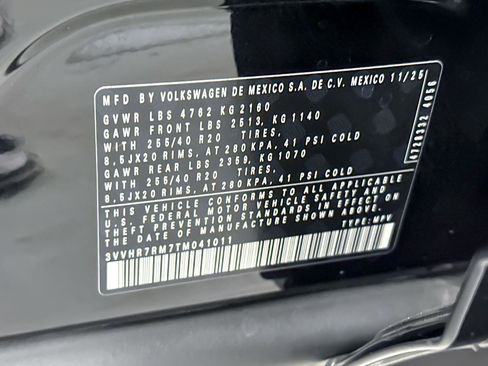 MFD BY VOLKSWAGEN DE MEXICO S.A. DE C.V. MEXICO 11/25
GVWR LBS 4762 KG 2160
GAWR FRONT LBS 2513, KG 1140
WITH 255/40 R20 TIRES,
8.5JX20 RIMS, AT 280 KPA, 41 PSI COLD
GAWR REAR LBS 2359, KG 1070
WITH 255/40 R20 TIRES,
8.5JX20 RIMS, AT 280 KPA, 41 PSI COLD
THIS VEHICLE CONFORMS TO ALL APPLICABLE
U.S. FEDERAL MOTOR VEHICLE SAFETY AND
THEFT PREVENTION STANDARDS IN EFFECT ON
THE DATE OF MANUFACTURE SHOWN ABOVE.
3VVHR7RM7TM041011 TYPE: MPV
4056